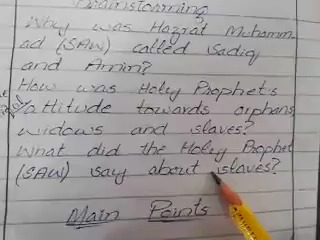 Brainstorming
Why was Hazrat Muhamm
ad (SAW) called Sadiq
and Amin?
How was Holy Prophet's
attitude towards orphans,
widows and slaves?
What did the Holy Prophet
(SAW) say about slaves?
Main Points